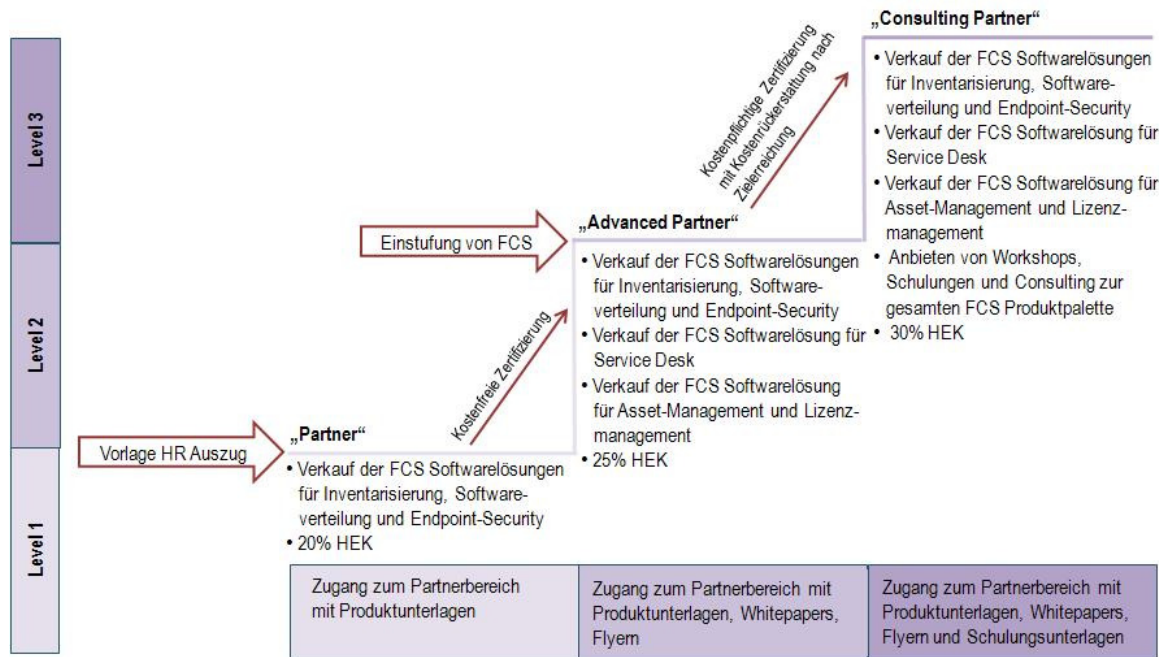 „Consulting Partner“
• Verkauf der FCS Softwarelösungen
für Inventarisierung, Software-
verteilung und Endpoint-Security
• Verkauf der FCS Softwarelösung für
Service Desk
• Verkauf der FCS Softwarelösung für
Asset-Management und Lizenz-
management
• Anbieten von Workshops,
Schulungen und Consulting zur
gesamten FCS Produktpalette
• 30% HEK
Kostenpflichtige Zertifizierung
mit Kostenrückerstattung nach
Zielerreichung
Level 3
Einstufung von FCS
„Advanced Partner“
• Verkauf der FCS Softwarelösungen
für Inventarisierung, Software-
verteilung und Endpoint-Security
• Verkauf der FCS Softwarelösung für
Service Desk
• Verkauf der FCS Softwarelösung
für Asset-Management und Lizenz-
management
• 25% HEK
Kostenfreie Zertifizierung
Level 2
Vorlage HR Auszug
„Partner“
• Verkauf der FCS Softwarelösungen
für Inventarisierung, Software-
verteilung und Endpoint-Security
• 20% HEK
Level 1
Zugang zum Partnerbereich
mit Produktunterlagen
Zugang zum Partnerbereich mit
Produktunterlagen, Whitepapers,
Flyern
Zugang zum Partnerbereich mit
Produktunterlagen, Whitepapers,
Flyern und Schulungsunterlagen